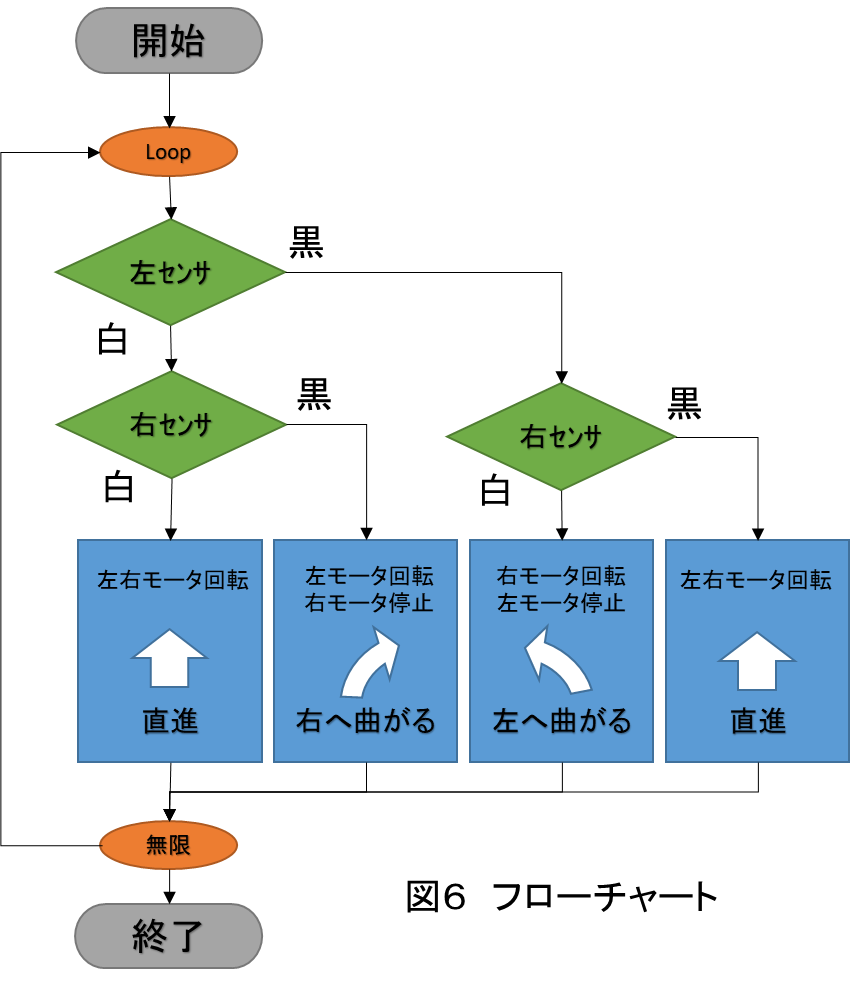 開始
Loop
左センサ
黒
白
右センサ
黒
白
右センサ
黒
白
左右モータ回転
直進
左モータ回転
右モータ停止
右へ曲がる
右モータ回転
左モータ停止
左へ曲がる
左右モータ回転
直進
無限
終了
図６　フローチャート